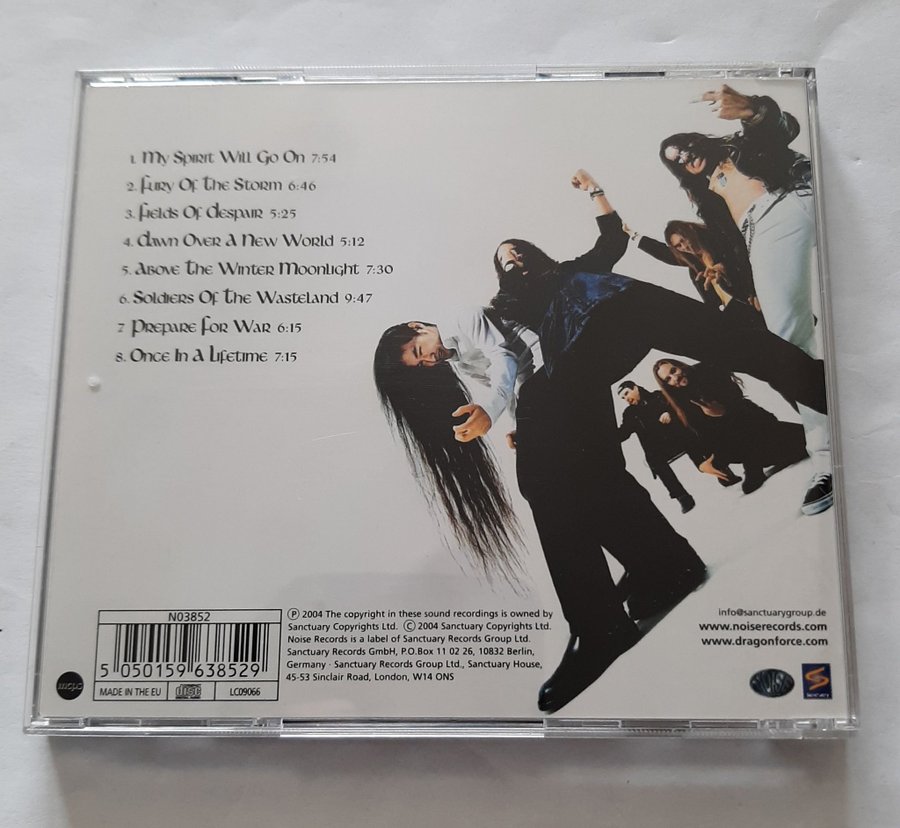 1. My Spirit Will Go On 7:54
2. Fury Of The Storm 6:46
3. Fields Of Despair 5:25
4. Dawn Over A New World 5:12
5. Above The Winter Moonlight 7:30
6. Soldiers Of The Wasteland 9:47
7 Prepare For War 6:15
8. Once In A Lifetime 7:15
N03852
5 050159 638529
MADE IN THE EU
disc
LC09066
mcps
℗ 2004 The copyright in these sound recordings is owned by
Sanctuary Copyrights Ltd. © 2004 Sanctuary Copyrights Ltd.
Noise Records is a label of Sanctuary Records Group Ltd.
Sanctuary Records GmbH, P.O.Box 11 02 26, 10832 Berlin,
Germany · Sanctuary Records Group Ltd., Sanctuary House,
45-53 Sinclair Road, London, W14 ONS
info@sanctuarygroup.de
www.noiserecords.com
www.dragonforce.com
NOISE